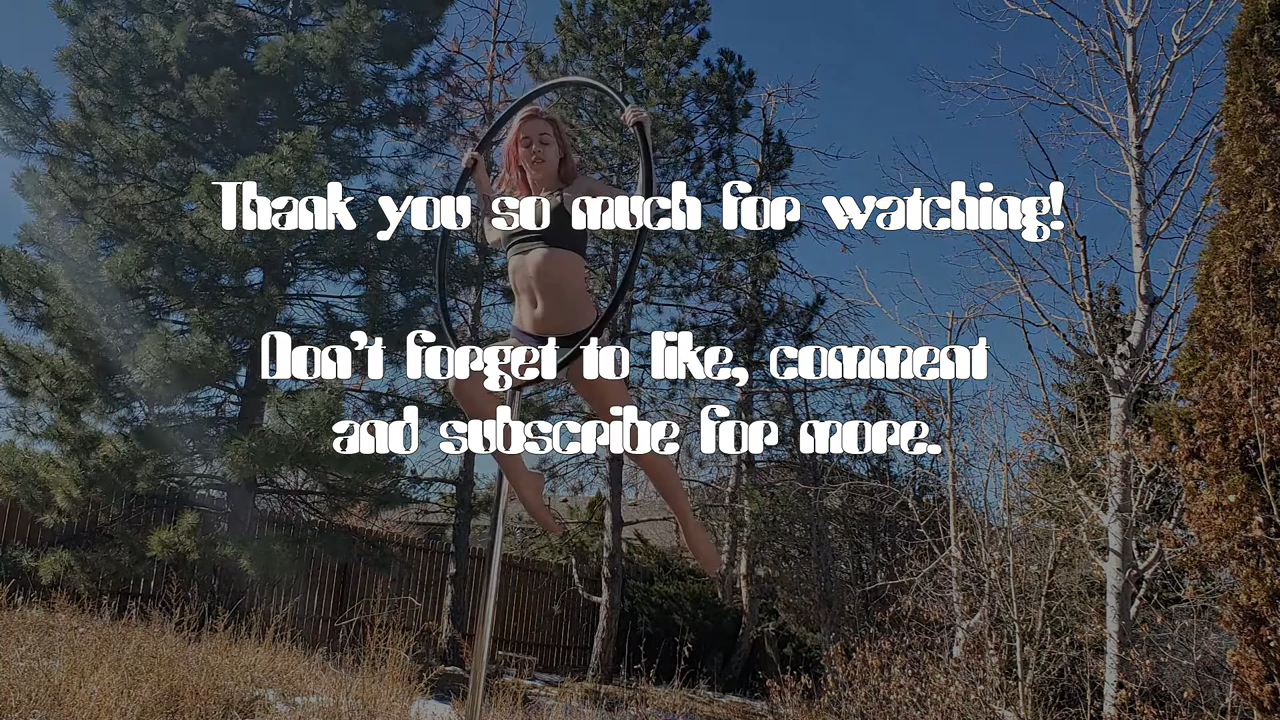 Thank you so much for watching!
Don't forget to like, comment
and subscribe for more.